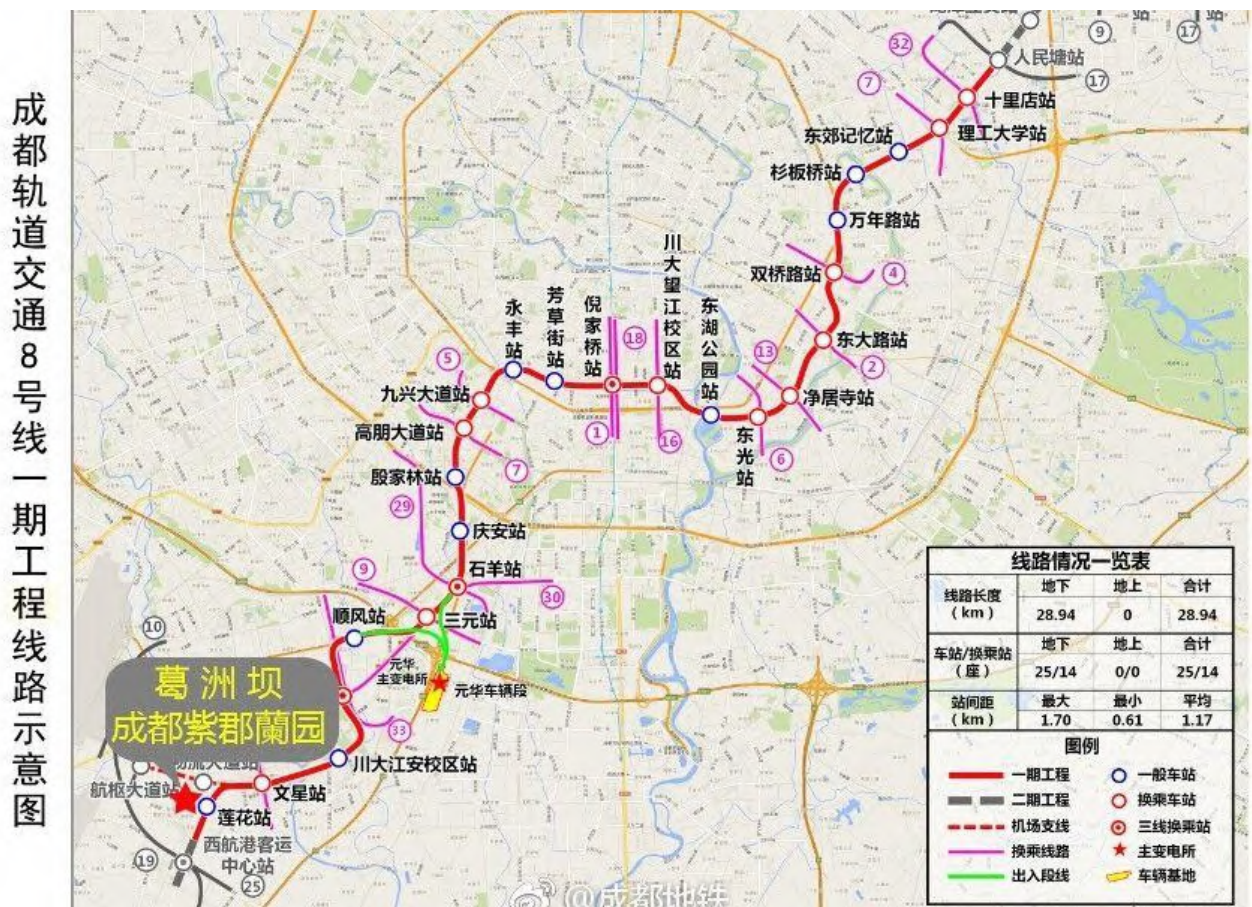 成都轨道交通8号线一期工程线路示意图
9
17
人民塘站
17
32
十里店站
7
理工大学站
东郊记忆站
杉板桥站
万年路站
双桥路站
4
东大路站
2
13
净居寺站
东光站
6
东湖公园站
川大望江校区站
16
18
倪家桥站
1
芳草街站
永丰站
5
九兴大道站
高朋大道站
7
殷家林站
29
庆安站
石羊站
30
9
三元站
顺风站
元华
主变电所
元华车辆段
10
葛洲坝
成都紫郡蘭园
33
川大江安校区站
物流大道站
航枢大道站
文星站
莲花站
西航港客运
中心站
19
25
线路情况一览表
线路长度（km） 地下 地上 合计
28.94 0 28.94
车站/换乘站（座） 地下 地上 合计
25/14 0/0 25/14
站间距（km） 最大 最小 平均
1.70 0.61 1.17
图例
一期工程 一般车站
二期工程 换乘车站
机场支线 三线换乘站
换乘线路 主变电所
出入段线 车辆基地
@成都地铁